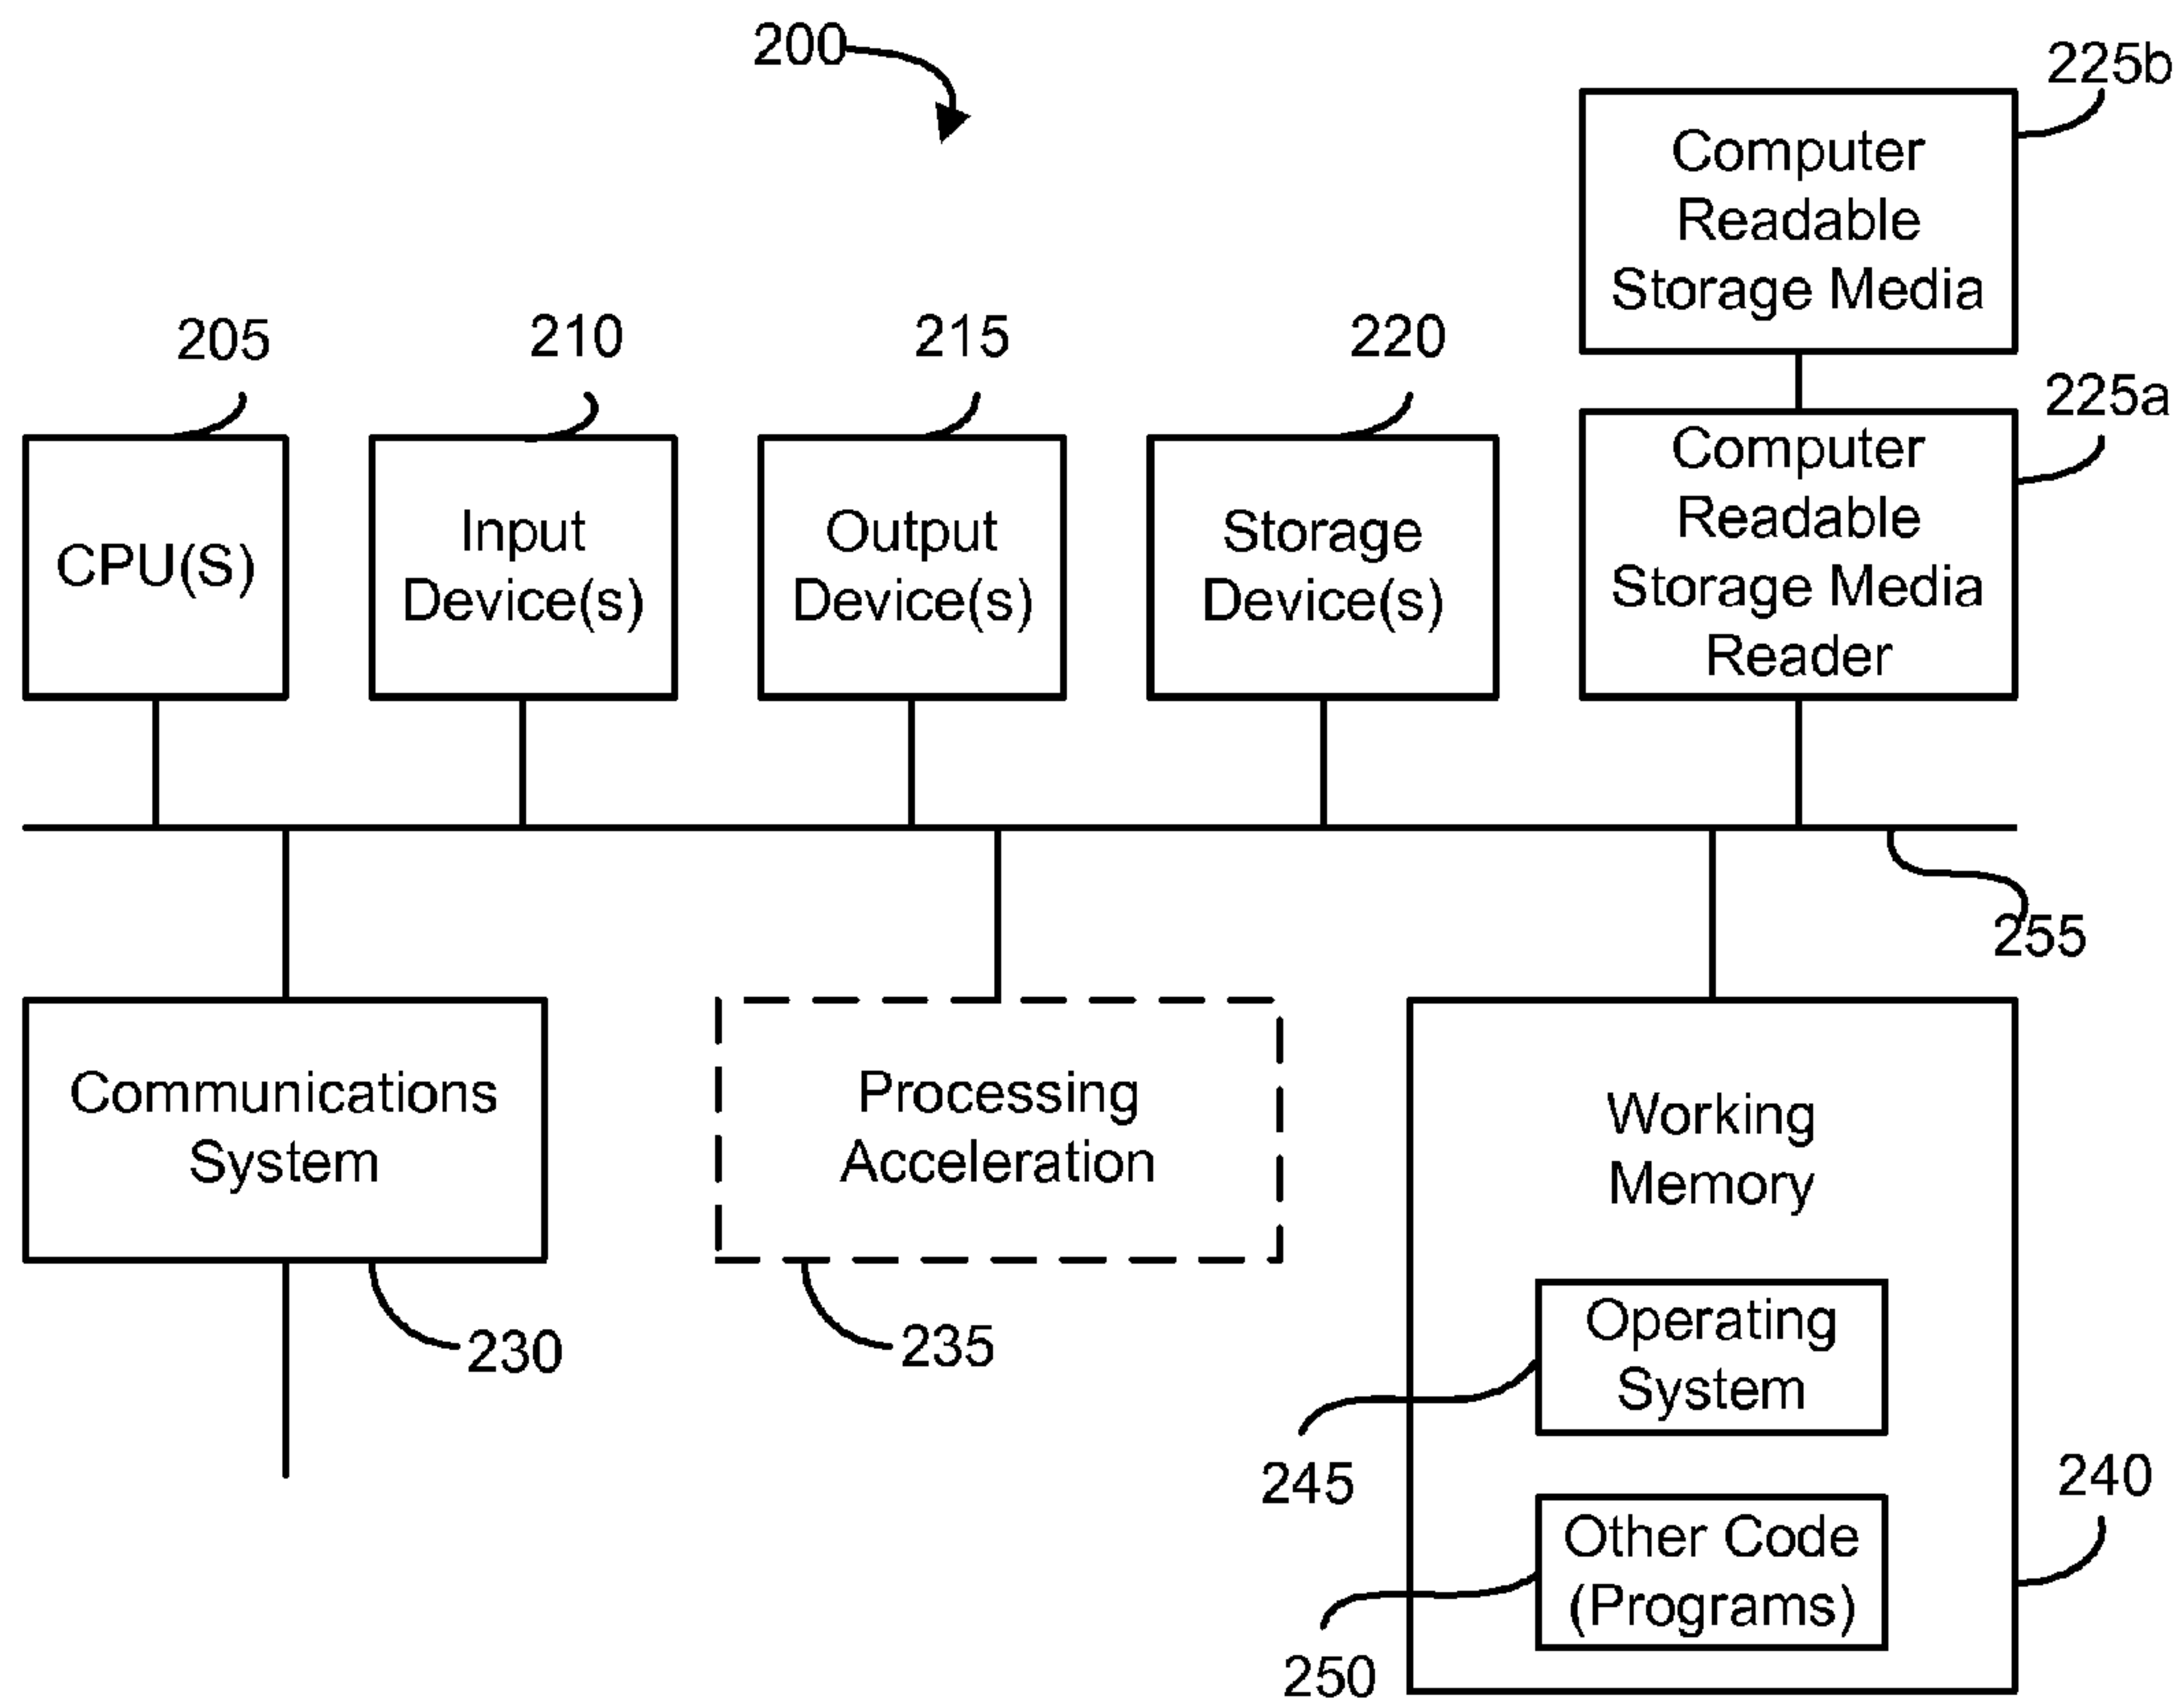 200
225b
Computer
Readable
Storage Media
205
210
215
220
225a
CPU(S)
Input
Device(s)
Output
Device(s)
Storage
Device(s)
Computer
Readable
Storage Media
Reader
255
Communications
System
230
Processing
Acceleration
235
Working
Memory
Operating
System
245
Other Code
(Programs)
250
240